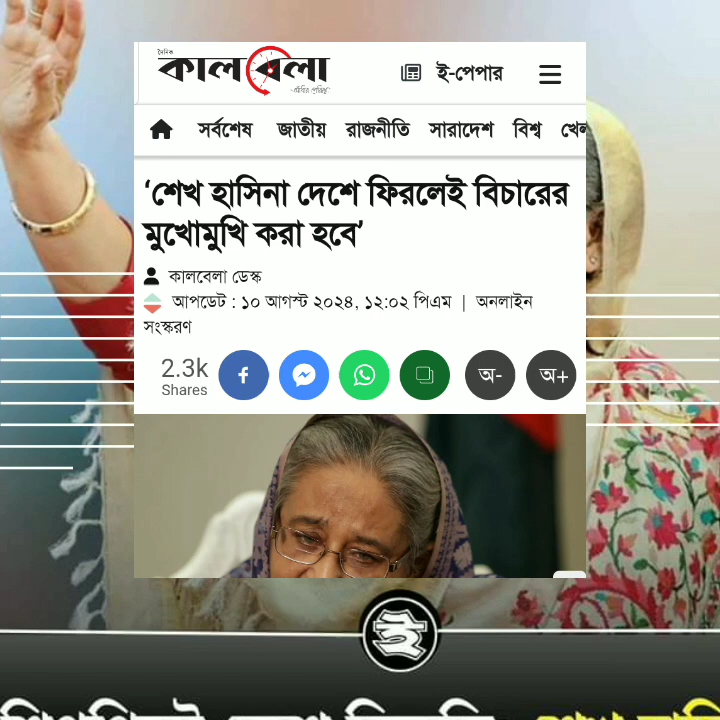 দৈনিক
কালবেলা
ই-পেপার
সর্বশেষ জাতীয় রাজনীতি সারাদেশ বিশ্ব
‘শেখ হাসিনা দেশে ফিরলেই বিচারের
মুখোমুখি করা হবে’
কালবেলা ডেস্ক
আপডেট : ১০ আগস্ট ২০২৪, ১২:০২ পিএম | অনলাইন
সংস্করণ
2.3k
Shares
অ- অ+
ই